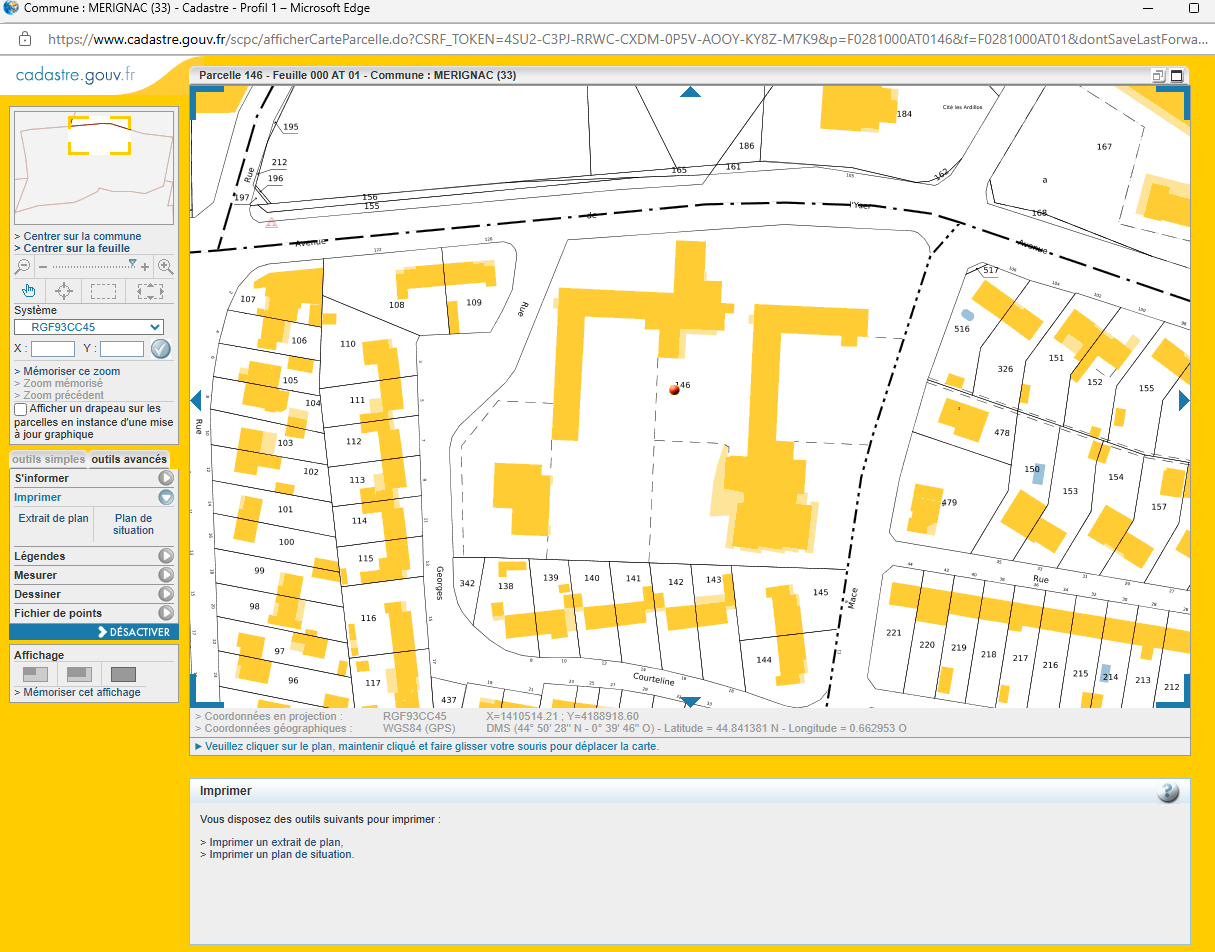 Commune : MERIGNAC (33) - Cadastre - Profil 1 – Microsoft Edge
https://www.cadastre.gouv.fr/scpc/afficherCarteParcelle.do?CSRF_TOKEN=4SU2-C3PJ-RRWC-CXDM-0P5V-AOOY-KY8Z-M7K9&p=F0281000AT0146&f=F0281000AT01&dontSaveLastForwa...
cadastre.gouv.fr
Parcelle 146 - Feuille 000 AT 01 - Commune : MERIGNAC (33)
> Centrer sur la commune
> Centrer sur la feuille
Système
RGF93CC45
X :
Y :
> Mémoriser ce zoom
> Zoom mémorisé
> Zoom précédent
Afficher un drapeau sur les
parcelles en instance d'une mise
à jour graphique
outils simples
outils avancés
S'informer
Imprimer
Extrait de plan
Plan de
situation
Légendes
Mesurer
Dessiner
Fichier de points
DÉSACTIVER
Affichage
> Mémoriser cet affichage
195
212
196
197
Rue
156
155
165
161
186
184
Cité les Ardillos
162
167
a
168
Avenue
de
l'Yser
Avenue
122
120
107
108
109
Rue
106
110
105
104
111
103
112
102
113
101
114
100
115
99
98
116
97
96
117
Rue
Georges
146
517
516
326
151
152
155
478
150
153
154
157
479
Rue
Mace
342
138
139
140
141
142
143
145
144
437
Courteline
221
220
219
218
217
216
215
214
213
212
> Coordonnées en projection : RGF93CC45 X=1410514.21 ; Y=4188918.60
> Coordonnées géographiques : WGS84 (GPS) DMS (44° 50' 28'' N - 0° 39' 46'' O) - Latitude = 44.841381 N - Longitude = 0.662953 O
Veuillez cliquer sur le plan, maintenir cliqué et faire glisser votre souris pour déplacer la carte.
Imprimer
Vous disposez des outils suivants pour imprimer :
> Imprimer un extrait de plan,
> Imprimer un plan de situation.